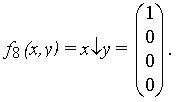 f₈ (x, y) = x↓y = (1 0 0 0).